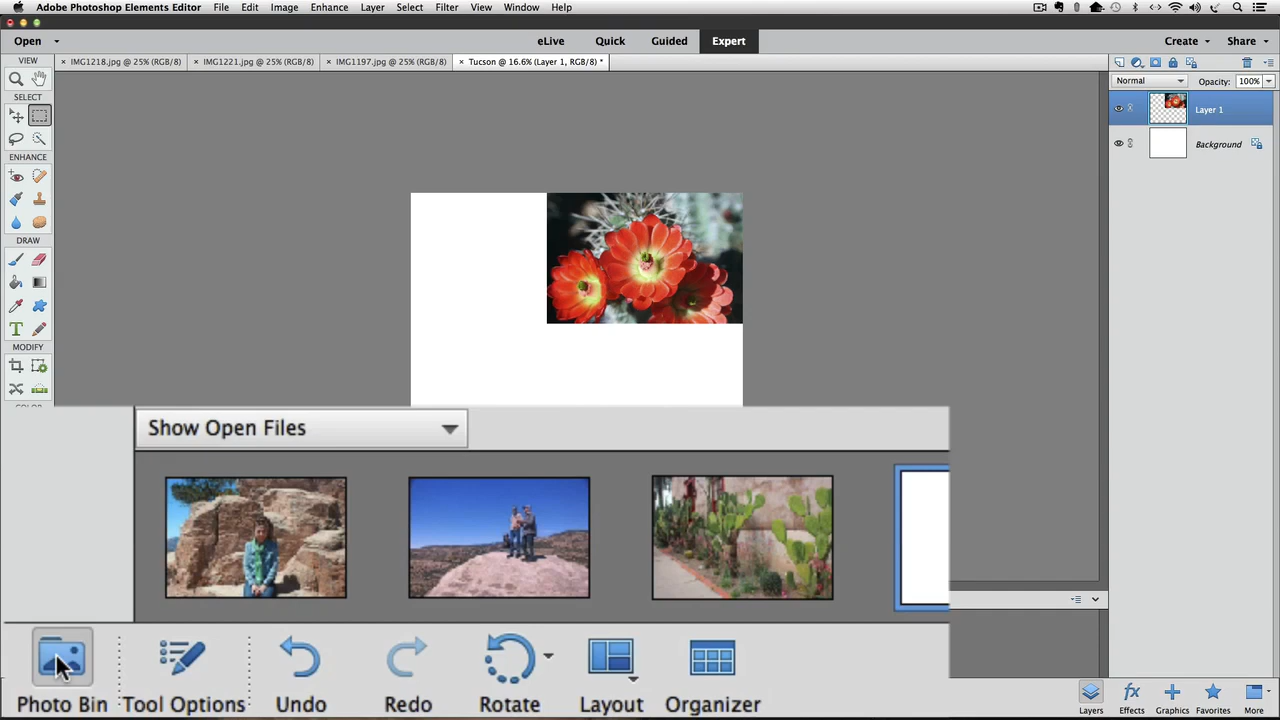 Adobe Photoshop Elements Editor File Edit Image Enhance Layer Select Filter View Window Help
Open eLive Quick Guided Expert Create Share
VIEW × IMG1218.jpg @ 25% (RGB/8) × IMG1221.jpg @ 25% (RGB/8) × IMG1197.jpg @ 25% (RGB/8) × Tucson @ 16.6% (Layer 1, RGB/8) *
Normal Opacity: 100%
SELECT
Layer 1
Background
ENHANCE
DRAW
MODIFY
COLOR
Show Open Files
Photo Bin Tool Options Undo Redo Rotate Layout Organizer
Layers Effects Graphics Favorites More